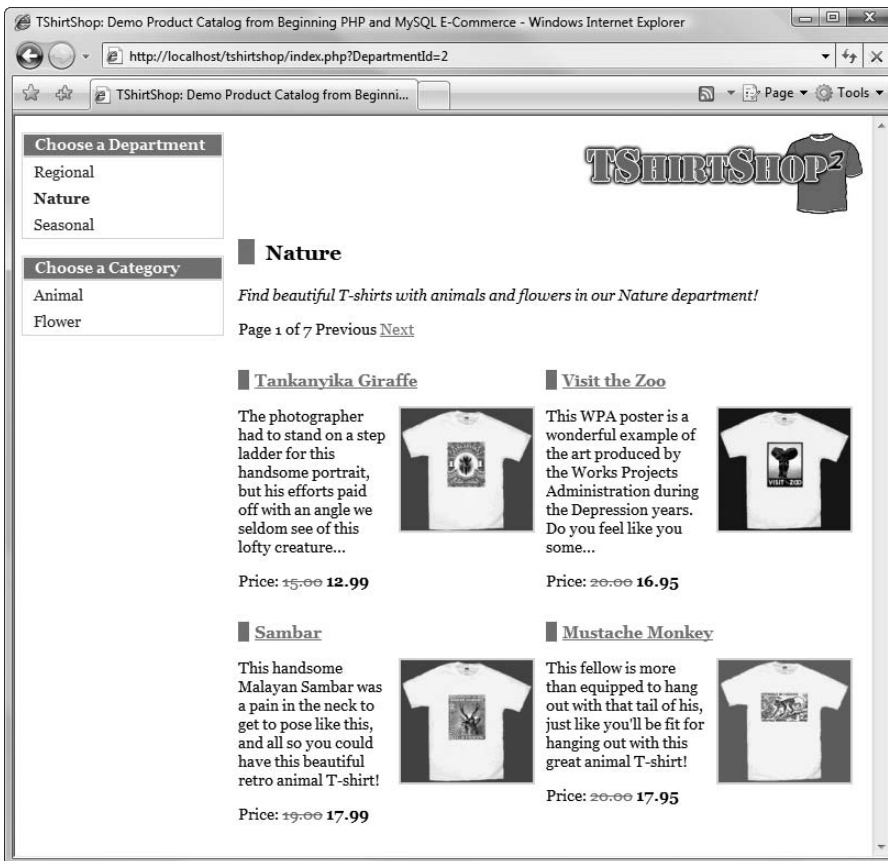 TShirtShop: Demo Product Catalog from Beginning PHP and MySQL E-Commerce - Windows Internet Explorer
http://localhost/tshirtshop/index.php?DepartmentId=2
TShirtShop: Demo Product Catalog from Beginni...
Page
Tools
Choose a Department
Regional
Nature
Seasonal
Choose a Category
Animal
Flower
TShirtShop²
Nature
Find beautiful T-shirts with animals and flowers in our Nature department!
Page 1 of 7 Previous Next
Tankanyika Giraffe
The photographer
had to stand on a step
ladder for this
handsome portrait,
but his efforts paid
off with an angle we
seldom see of this
lofty creature...
Price: 15.00 12.99
Visit the Zoo
This WPA poster is a
wonderful example of
the art produced by
the Works Projects
Administration during
the Depression years.
Do you feel like you
some...
VISIT THE ZOO
Price: 20.00 16.95
Sambar
This handsome
Malayan Sambar was
a pain in the neck to
get to pose like this,
and all so you could
have this beautiful
retro animal T-shirt!
Price: 19.00 17.99
Mustache Monkey
This fellow is more
than equipped to hang
out with that tail of his,
just like you'll be fit for
hanging out with this
great animal T-shirt!
Price: 20.00 17.95